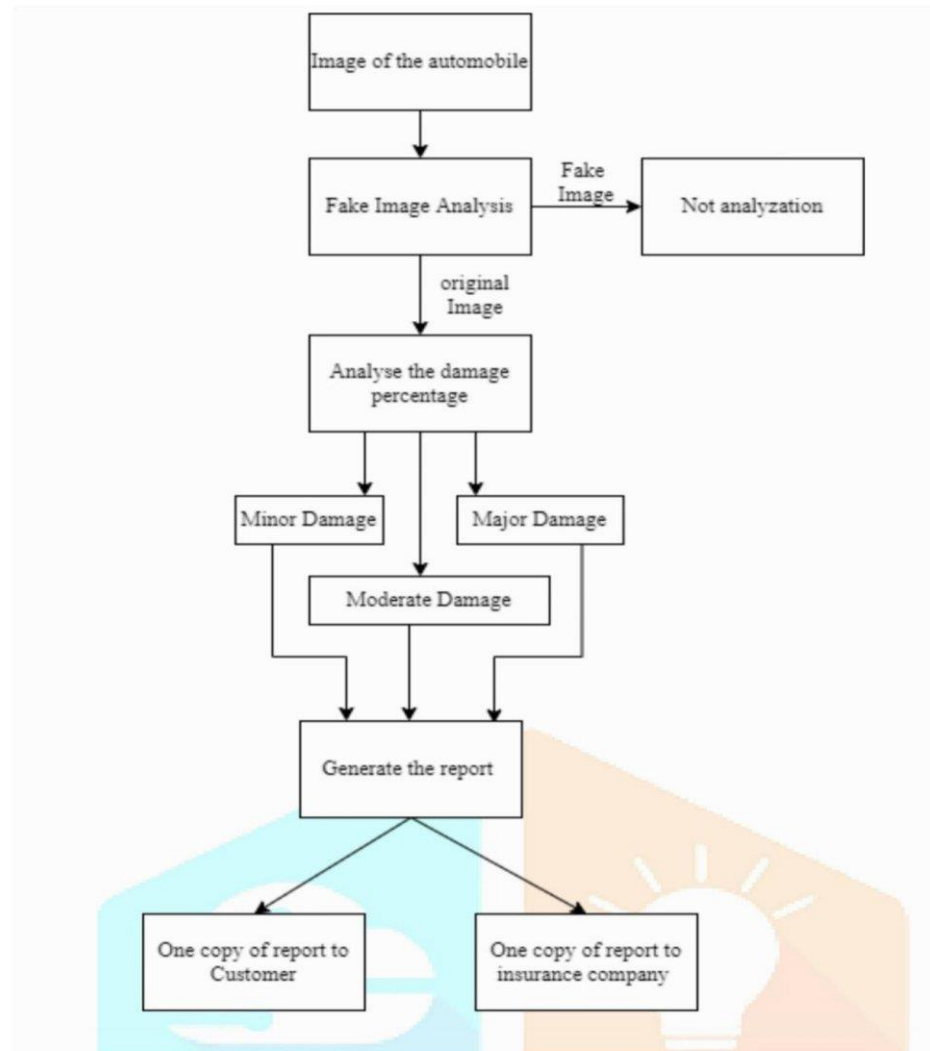 Image of the automobile
Fake Image Analysis
Fake
Image
Not analyzation
original
Image
Analyse the damage
percentage
Minor Damage
Major Damage
Moderate Damage
Generate the report
One copy of report to
Customer
One copy of report to
insurance company